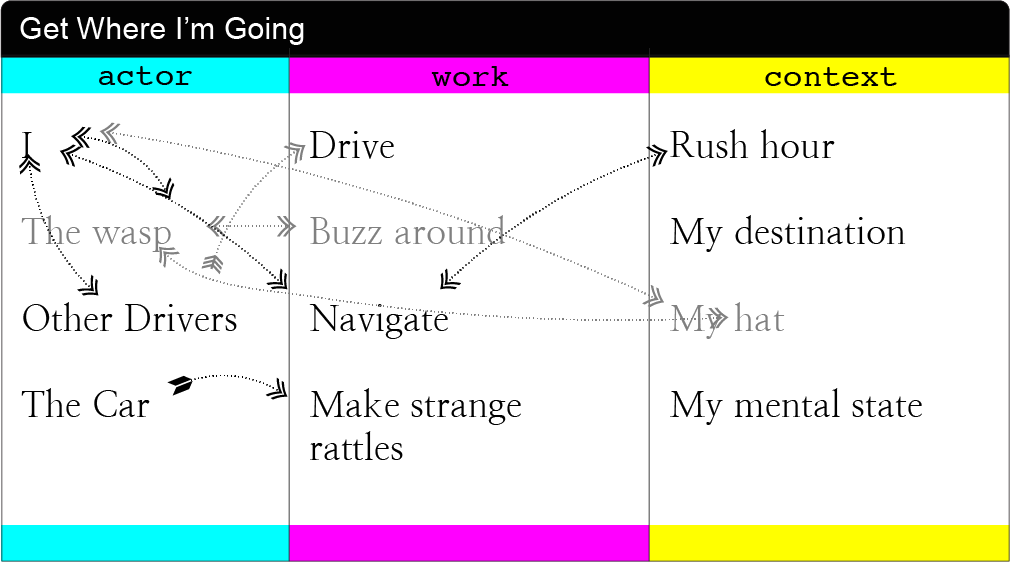 Get Where I’m Going
actor work context
I Drive Rush hour
The wasp Buzz around My destination
Other Drivers Navigate My hat
The Car Make strange My mental state
rattles